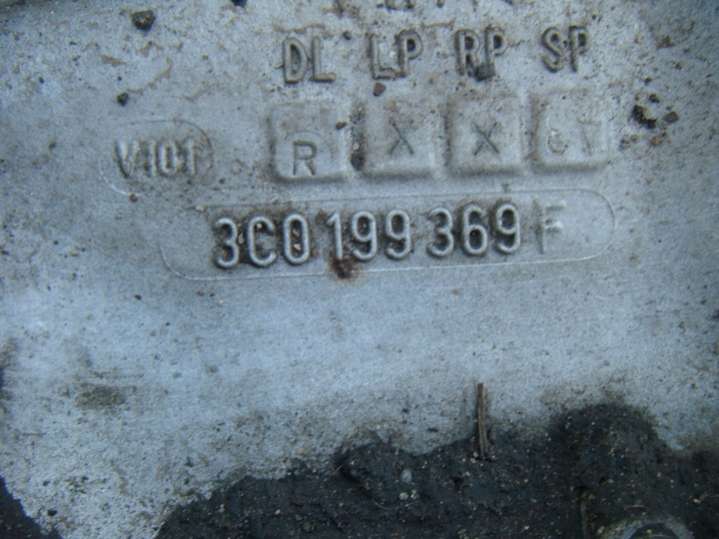 DL LP RP SP
V101 R X X
3C0 199 369 F